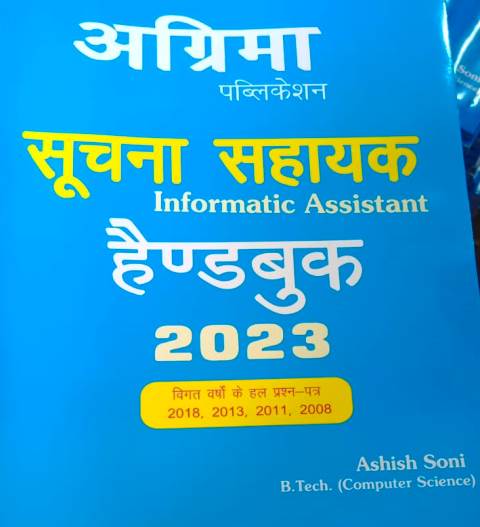 अग्रिमा
पब्लिकेशन
सूचना सहायक
Informatic Assistant
हैण्डबुक
2023
विगत वर्षों के हल प्रश्न-पत्र
2018, 2013, 2011, 2008
Ashish Soni
B.Tech. (Computer Science)
Soni